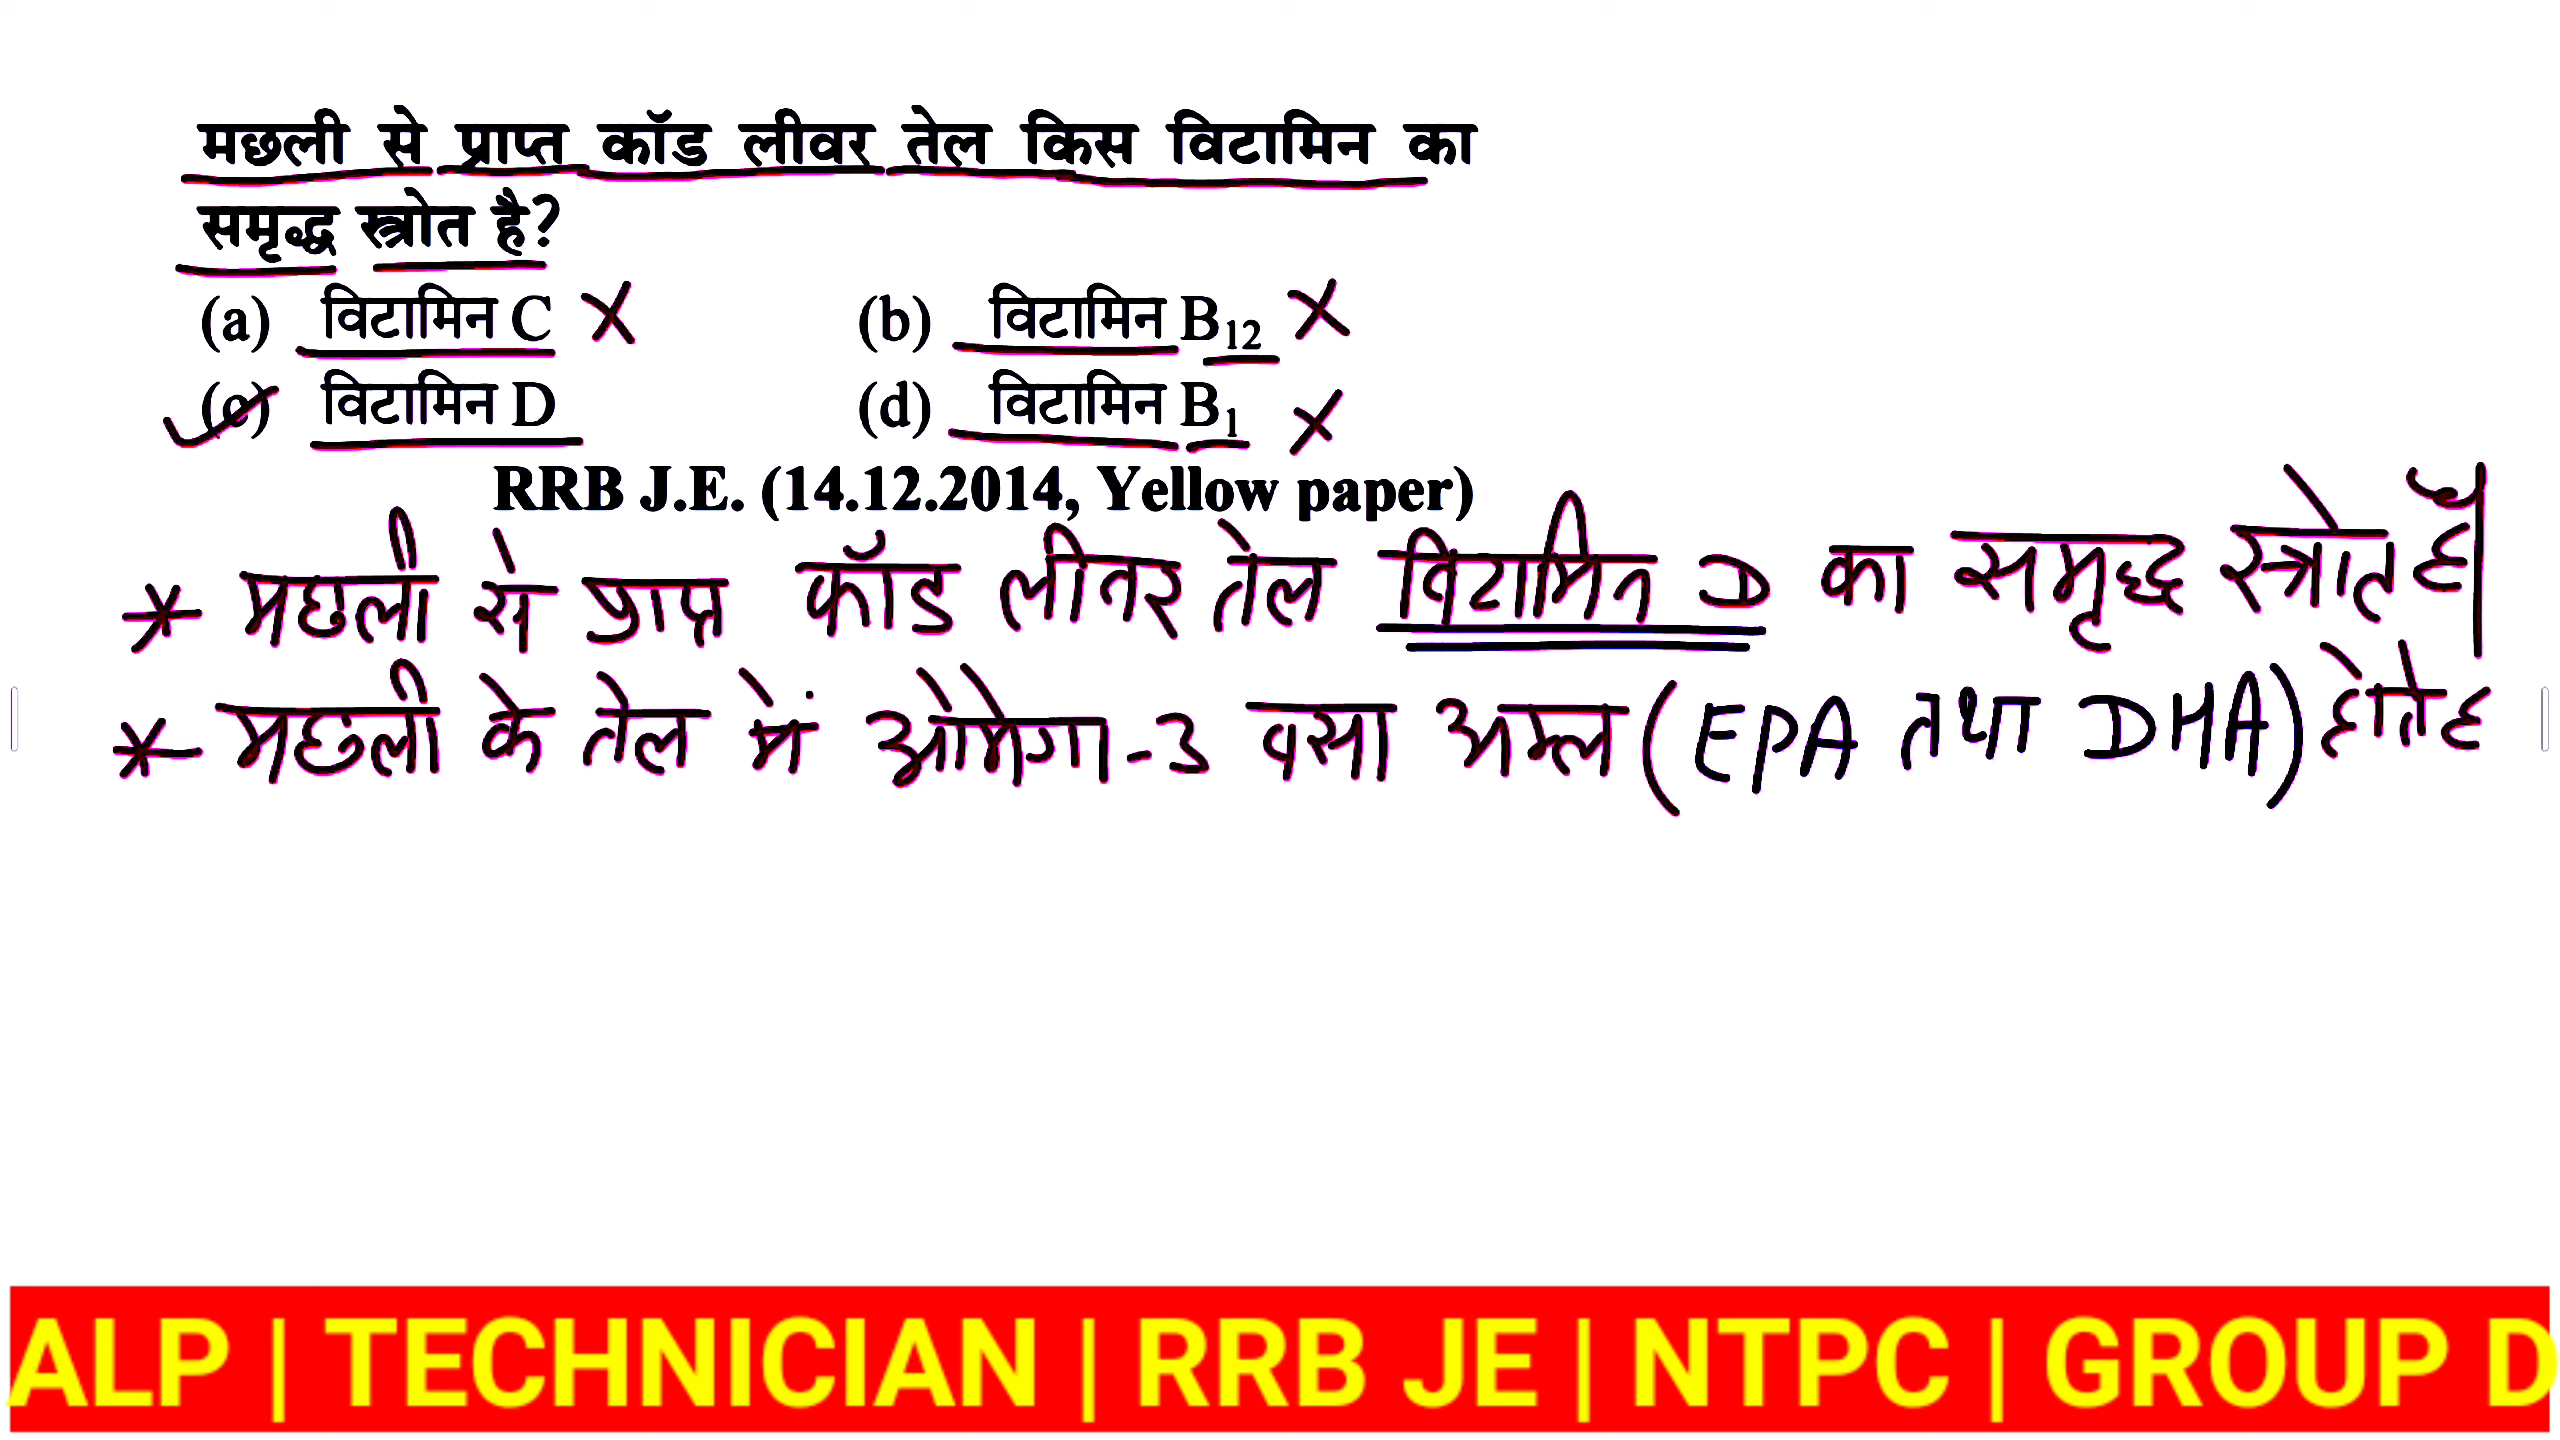 मछली से प्राप्त कॉड लीवर तेल किस विटामिन का
समृद्ध स्त्रोत है?
(a) विटामिन C X (b) विटामिन B₁₂ X
(c) विटामिन D (d) विटामिन B₁ X
RRB J.E. (14.12.2014, Yellow paper)
* मछली से प्राप्त कॉड लीवर तेल विटामिन D का समृद्ध स्त्रोत है।
* मछली के तेल में ओमेगा-3 वसा अम्ल (EPA तथा DHA) होते है
ALP | TECHNICIAN | RRB JE | NTPC | GROUP D